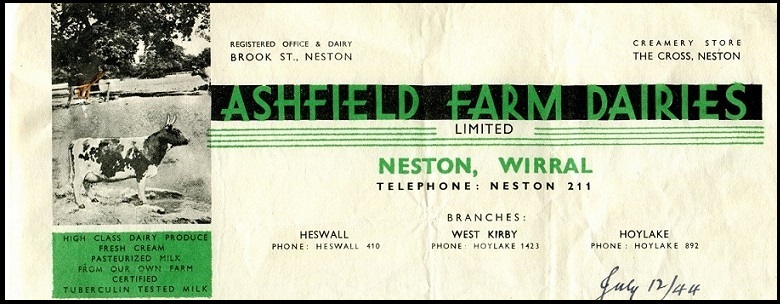 REGISTERED OFFICE & DAIRY
BROOK ST., NESTON
CREAMERY STORE
THE CROSS, NESTON
ASHFIELD FARM DAIRIES
LIMITED
NESTON, WIRRAL
TELEPHONE: NESTON 211
BRANCHES:
HESWALL
PHONE: HESWALL 410
WEST KIRBY
PHONE: HOYLAKE 1423
HOYLAKE
PHONE: HOYLAKE 892
HIGH CLASS DAIRY PRODUCE
FRESH CREAM
PASTEURIZED MILK
FROM OUR OWN FARM
CERTIFIED
TUBERCULIN TESTED MILK
July 12/44